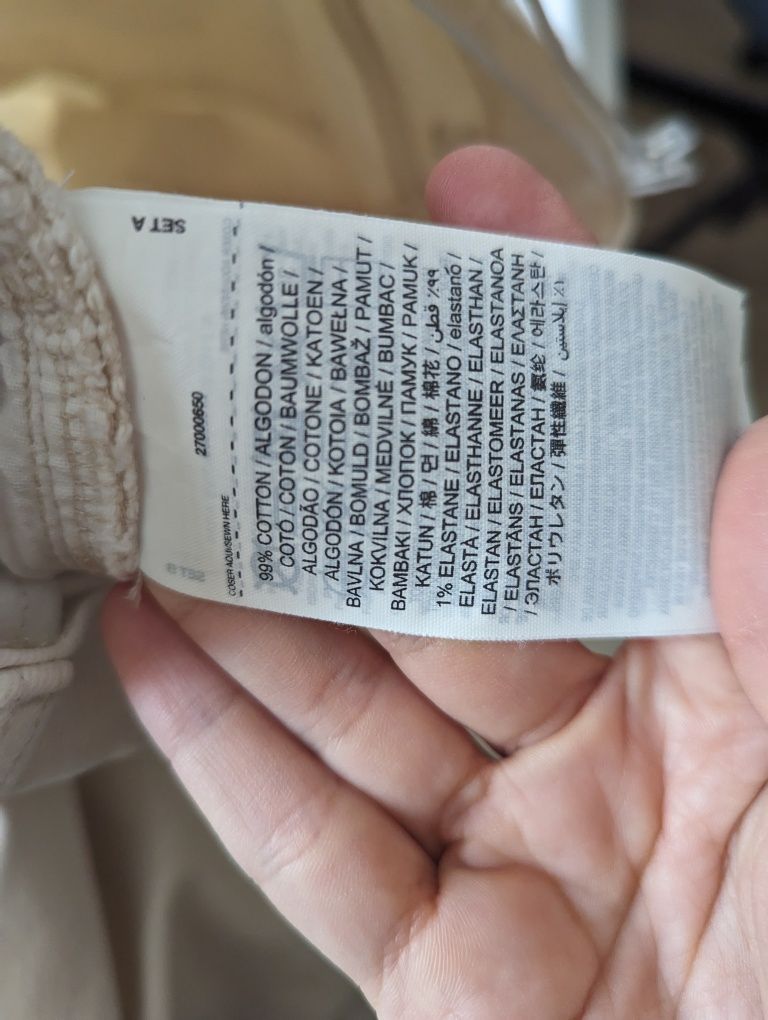 SET A
27000650
COSER AQUI/SEWN HERE
99% COTTON / ALGODON / algodón /
COTÓ / COTON / BAUMWOLLE /
ALGODÃO / COTONE / KATOEN /
ALGODÓN / KOTOIA / BAWEŁNA /
BAVLNA / BOMULD / BOMBAŽ / PAMUT /
KOKVILNA / MEDVILNĖ / BUMBAC /
BAMBAKI / ХЛОПОК ПАМУК / PAMUK /
KATUN / 棉 / 면 / 綿 / 棉花 / قطن ٪٩٩
1% ELASTANE / ELASTANO / elastanó /
ELASTÀ / ELASTHANNE / ELASTHAN /
ELASTAN / ELASTOMEER / ELASTANOA
/ ELASTĀNS / ELASTANAS / ΕΛΑΣΤΑΝΗ
/ ЭЛАСТАН / ЕЛАСТАН / 氨纶 / 에라스탄 /
ポリウレタン / 彈性纖維 / إيلاستين ٪١